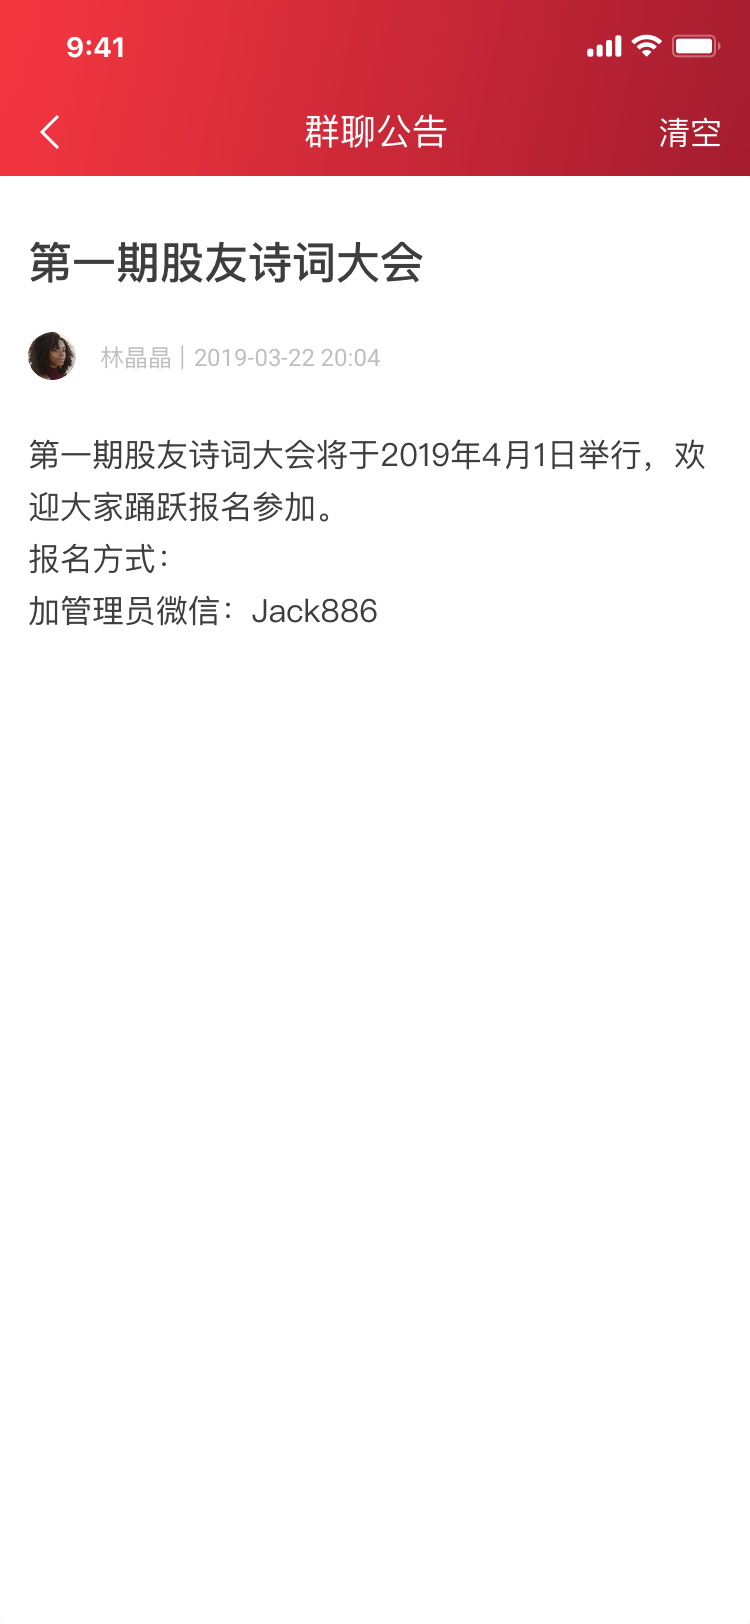 9:41
群聊公告
清空
第一期股友诗词大会
林晶晶 | 2019-03-22 20:04
第一期股友诗词大会将于2019年4月1日举行，欢
迎大家踊跃报名参加。
报名方式：
加管理员微信：Jack886